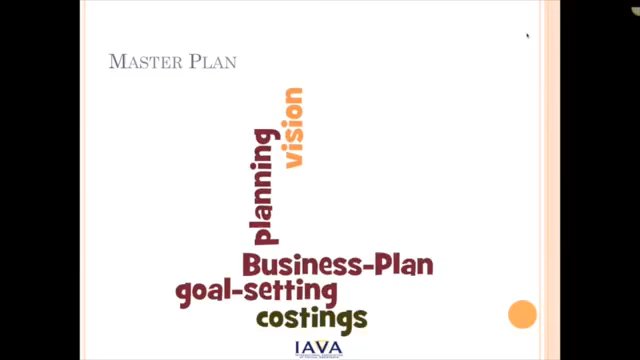 MASTER PLAN
vision
planning
Business-Plan
goal-setting
costings
IAVA